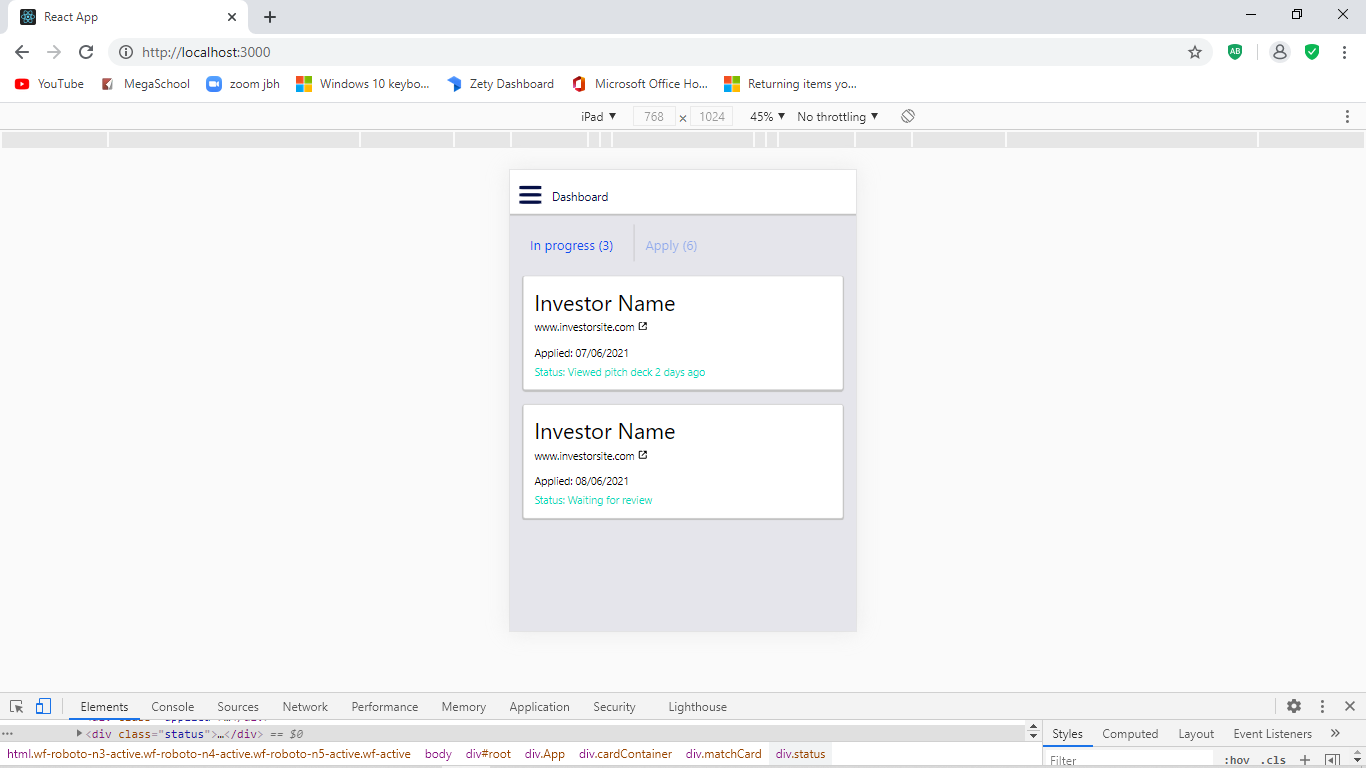 React App
http://localhost:3000
YouTube MegaSchool zoom jbh Windows 10 keybo... Zety Dashboard Microsoft Office Ho... Returning items yo...
iPad ▼ 768 × 1024 45% ▼ No throttling ▼
Dashboard
In progress (3) Apply (6)
Investor Name
www.investorsite.com
Applied: 07/06/2021
Status: Viewed pitch deck 2 days ago
Investor Name
www.investorsite.com
Applied: 08/06/2021
Status: Waiting for review
Elements Console Sources Network Performance Memory Application Security Lighthouse
<div class="status">…</div> == $0
Styles Computed Layout Event Listeners »
html.wf-roboto-n3-active.wf-roboto-n4-active.wf-roboto-n5-active.wf-active body div#root div.App div.cardContainer div.matchCard div.status
Filter :hov .cls +